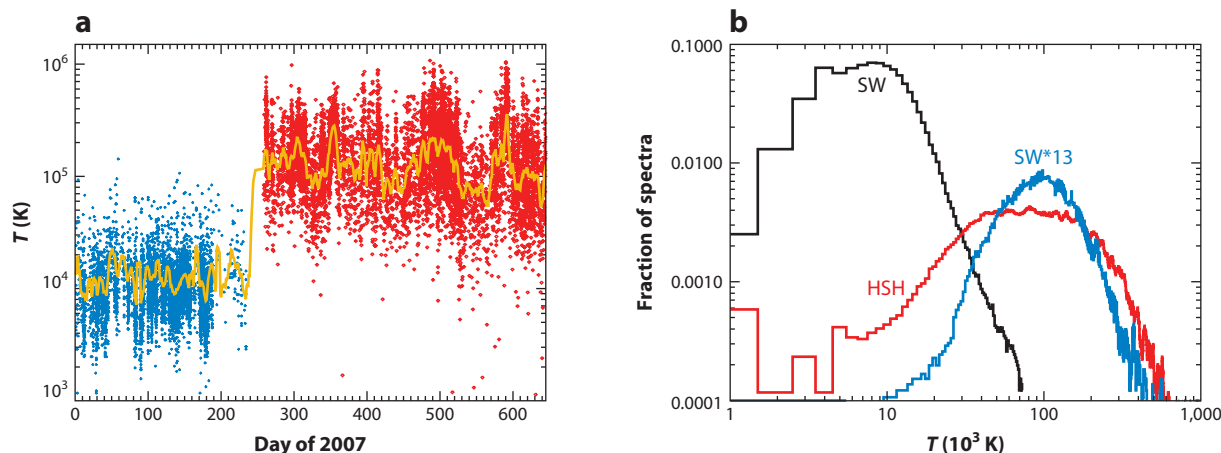 a
10⁶
10⁵
10⁴
10³
T (K)
0 100 200 300 400 500 600
Day of 2007
b
0.1000
0.0100
0.0010
0.0001
Fraction of spectra
SW
SW*13
HSH
1 10 100 1,000
T (10³ K)